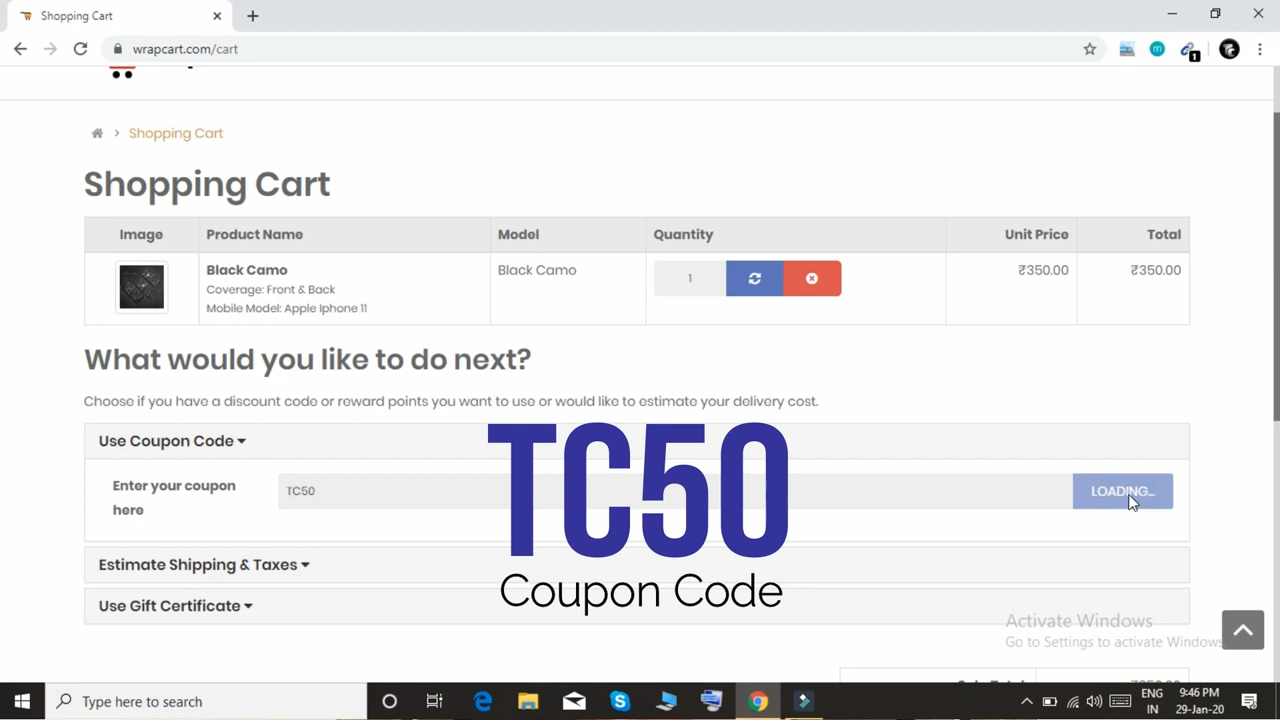 Shopping Cart
wrapcart.com/cart
1
Shopping Cart
Shopping Cart
Image Product Name Model Quantity Unit Price Total
Black Camo Black Camo 1 ₹350.00 ₹350.00
Coverage: Front & Back
Mobile Model: Apple Iphone 11
What would you like to do next?
Choose if you have a discount code or reward points you want to use or would like to estimate your delivery cost.
Use Coupon Code
Enter your coupon here
TC50
LOADING...
TC50
Coupon Code
Estimate Shipping & Taxes
Use Gift Certificate
Activate Windows
Go to Settings to activate Windows
Type here to search
ENG
IN
9:46 PM
29-Jan-20